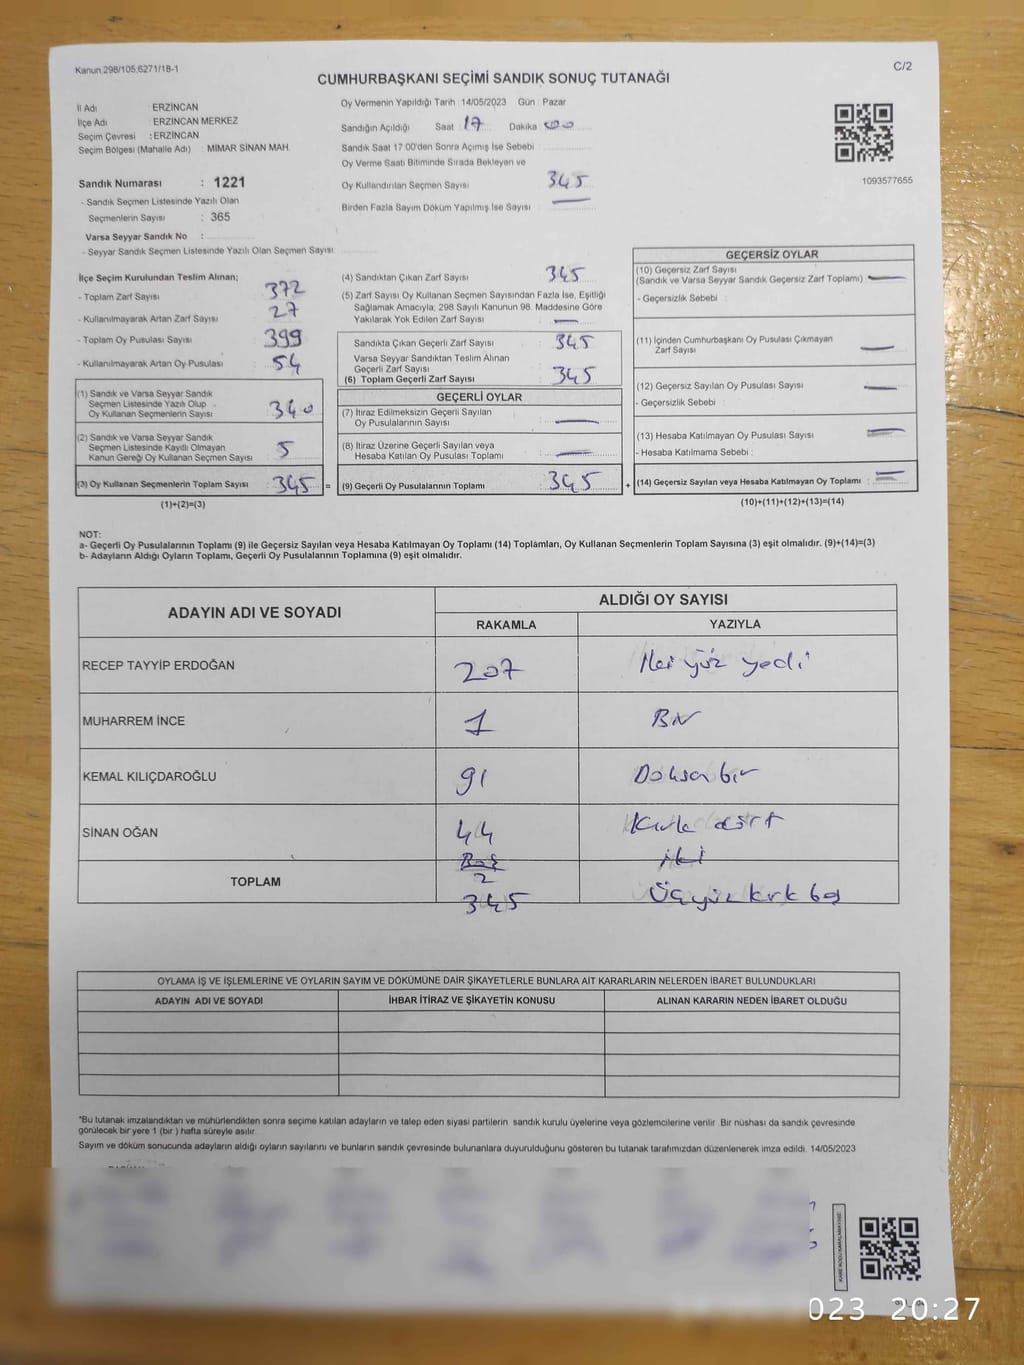 Kanun,298/105,6271/18-1
C/2
CUMHURBAŞKANI SEÇİMİ SANDIK SONUÇ TUTANAĞI
İl Adı : ERZİNCAN
İlçe Adı : ERZİNCAN MERKEZ
Seçim Çevresi : ERZİNCAN
Seçim Bölgesi (Mahalle Adı) : MİMAR SİNAN MAH.
Sandık Numarası : 1221
- Sandık Seçmen Listesinde Yazılı Olan
Seçmenlerin Sayısı : 365
Varsa Seyyar Sandık No :
- Seyyar Sandık Seçmen Listesinde Yazılı Olan Seçmen Sayısı:
Oy Vermenin Yapıldığı Tarih : 14/05/2023 Gün : Pazar
Sandığın Açıldığı Saat 17 Dakika 00
Sandık Saat 17:00'den Sonra Açımış İse Sebebi
Oy Verme Saati Bitiminde Sırada Bekleyen ve
Oy Kullandırılan Seçmen Sayısı 345
Birden Fazla Sayım Döküm Yapılmış İse Sayısı —
1093577655
İlçe Seçim Kurulundan Teslim Alınan;
- Toplam Zarf Sayısı 372
- Kullanılmayarak Artan Zarf Sayısı 27
- Toplam Oy Pusulası Sayısı 399
- Kullanılmayarak Artan Oy Pusulası 54
(1) Sandık ve Varsa Seyyar Sandık
Seçmen Listesinde Yazılı Olup
Oy Kullanan Seçmenlerin Sayısı 340
(2) Sandık ve Varsa Seyyar Sandık
Seçmen Listesinde Kayıtlı Olmayan
Kanun Gereği Oy Kullanan Seçmen Sayısı 5
(3) Oy Kullanan Seçmenlerin Toplam Sayısı 345 =
(1)+(2)=(3)
(4) Sandıktan Çıkan Zarf Sayısı 345
(5) Zarf Sayısı Oy Kullanan Seçmen Sayısından Fazla İse, Eşitliği
Sağlamak Amacıyla, 298 Sayılı Kanunun 98. Maddesine Göre
Yakılarak Yok Edilen Zarf Sayısı —
Sandıkta Çıkan Geçerli Zarf Sayısı 345
Varsa Seyyar Sandıktan Teslim Alınan
Geçerli Zarf Sayısı
(6) Toplam Geçerli Zarf Sayısı 345
GEÇERLİ OYLAR
(7) İtiraz Edilmeksizin Geçerli Sayılan
Oy Pusulalarının Sayısı —
(8) İtiraz Üzerine Geçerli Sayılan veya
Hesaba Katılan Oy Pusulası Toplamı —
(9) Geçerli Oy Pusulalarının Toplamı 345 +
GEÇERSİZ OYLAR
(10) Geçersiz Zarf Sayısı
(Sandık ve Varsa Seyyar Sandık Geçersiz Zarf Toplamı) —
- Geçersizlik Sebebi :
(11) İçinden Cumhurbaşkanı Oy Pusulası Çıkmayan
Zarf Sayısı —
(12) Geçersiz Sayılan Oy Pusulası Sayısı —
- Geçersizlik Sebebi :
(13) Hesaba Katılmayan Oy Pusulası Sayısı —
- Hesaba Katılmama Sebebi :
(14) Geçersiz Sayılan veya Hesaba Katılmayan Oy Toplamı : —
(10)+(11)+(12)+(13)=(14)
NOT:
a- Geçerli Oy Pusulalarının Toplamı (9) ile Geçersiz Sayılan veya Hesaba Katılmayan Oy Toplamı (14) Toplamları, Oy Kullanan Seçmenlerin Toplam Sayısına (3) eşit olmalıdır. (9)+(14)=(3)
b- Adayların Aldığı Oyların Toplamı, Geçerli Oy Pusulalarının Toplamına (9) eşit olmalıdır.
ADAYIN ADI VE SOYADI ALDIĞI OY SAYISI
RAKAMLA YAZIYLA
RECEP TAYYİP ERDOĞAN 207 İki yüz yedi
MUHARREM İNCE 1 Bir
KEMAL KILIÇDAROĞLU 91 Doksan bir
SİNAN OĞAN 44 Kırk dört
Boş iki
2
TOPLAM 345 Üçyüz kırk beş
OYLAMA İŞ VE İŞLEMLERİNE VE OYLARIN SAYIM VE DÖKÜMÜNE DAİR ŞİKAYETLERLE BUNLARA AİT KARARLARIN NELERDEN İBARET BULUNDUKLARI
ADAYIN ADI VE SOYADI İHBAR İTİRAZ VE ŞİKAYETİN KONUSU ALINAN KARARIN NEDEN İBARET OLDUĞU
*Bu tutanak imzalandıktan ve mühürlendikten sonra seçime katılan adayların ve talep eden siyasi partilerin sandık kurulu üyelerine veya gözlemcilerine verilir. Bir nüshası da sandık çevresinde
görülecek bir yere 1 (bir ) hafta süreyle asılır.
Sayım ve döküm sonucunda adayların aldığı oyların sayılarını ve bunların sandık çevresinde bulunanlara duyurulduğunu gösteren bu tutanak tarafımızdan düzenlenerek imza edildi. 14/05/2023
023 20:27